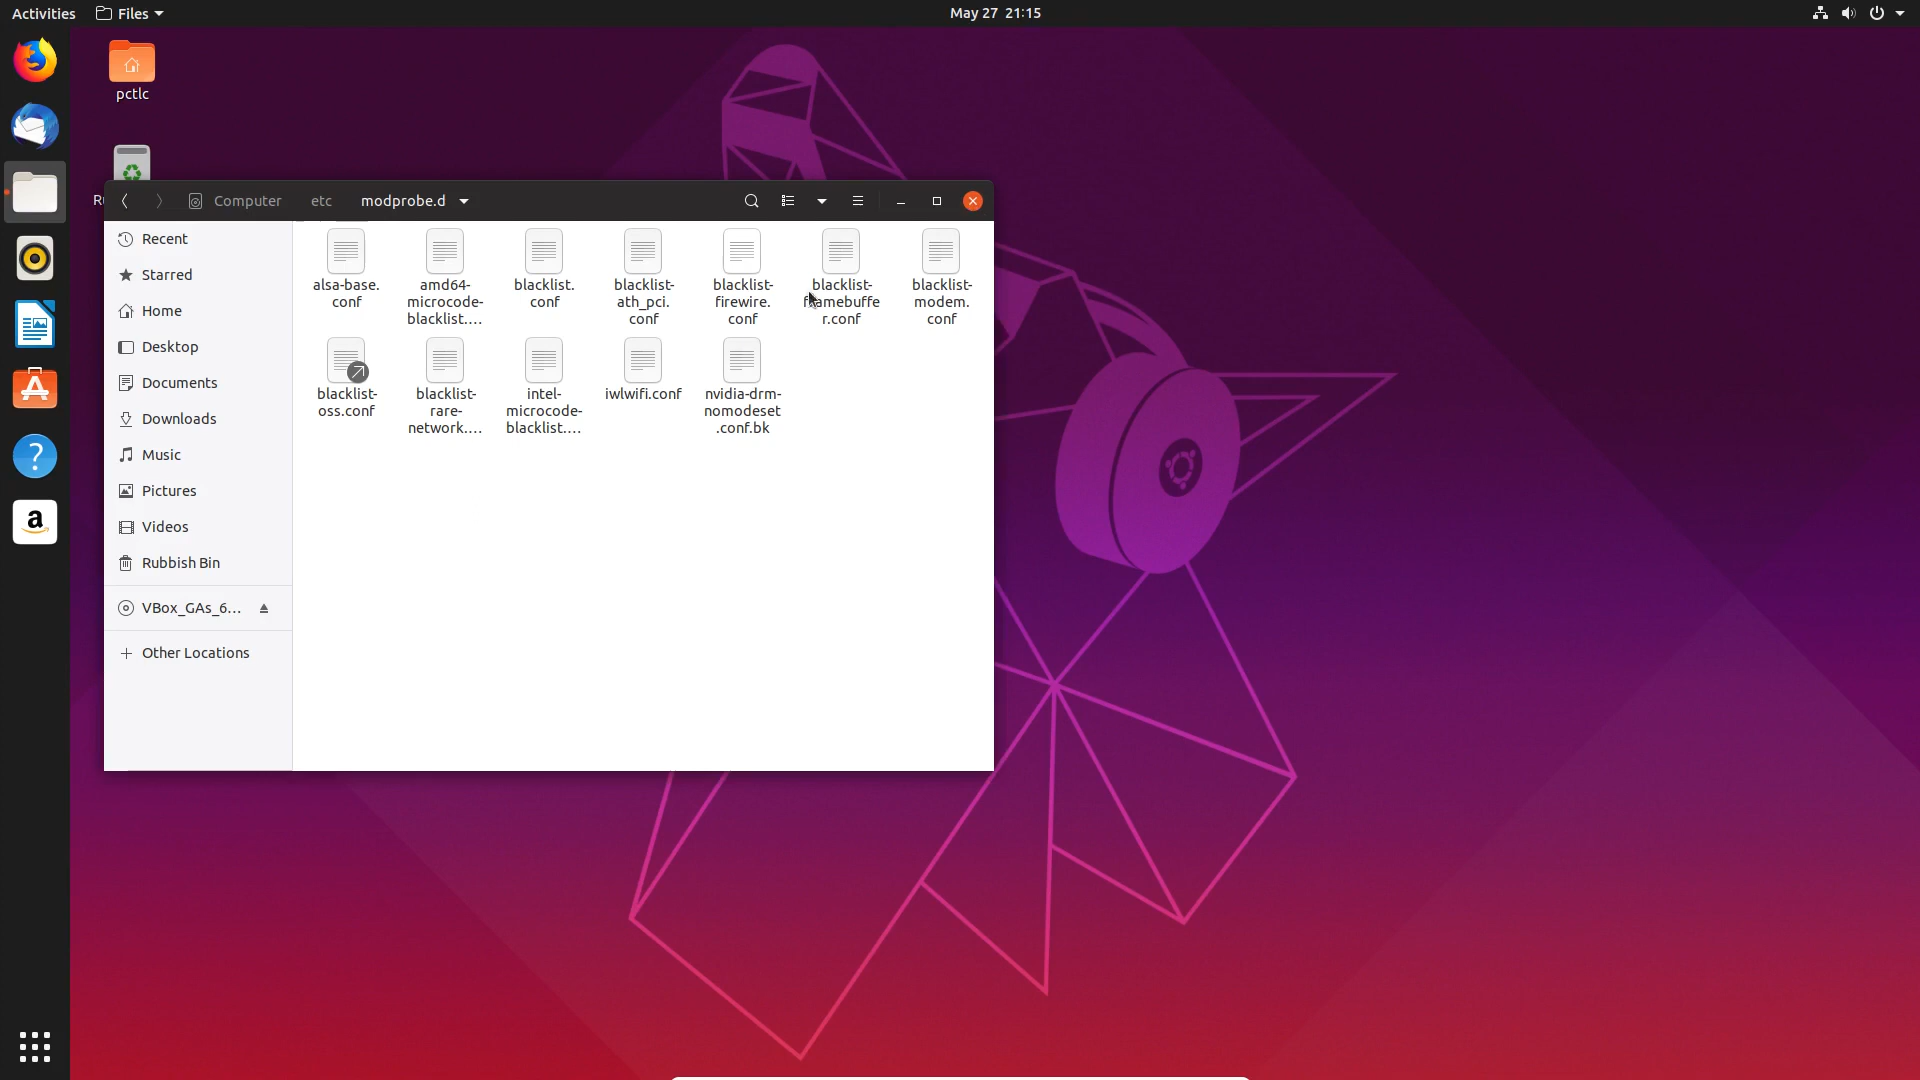 Activities Files May 27 21:15
pctlc
Computer etc modprobe.d
Recent
Starred
Home
Desktop
Documents
Downloads
Music
Pictures
Videos
Rubbish Bin
VBox_GAs_6...
Other Locations
alsa-base.
conf
amd64-
microcode-
blacklist....
blacklist.
conf
blacklist-
ath_pci.
conf
blacklist-
firewire.
conf
blacklist-
framebuffe
r.conf
blacklist-
modem.
conf
blacklist-
oss.conf
blacklist-
rare-
network....
intel-
microcode-
blacklist....
iwlwifi.conf
nvidia-drm-
nomodeset
.conf.bk
?
a